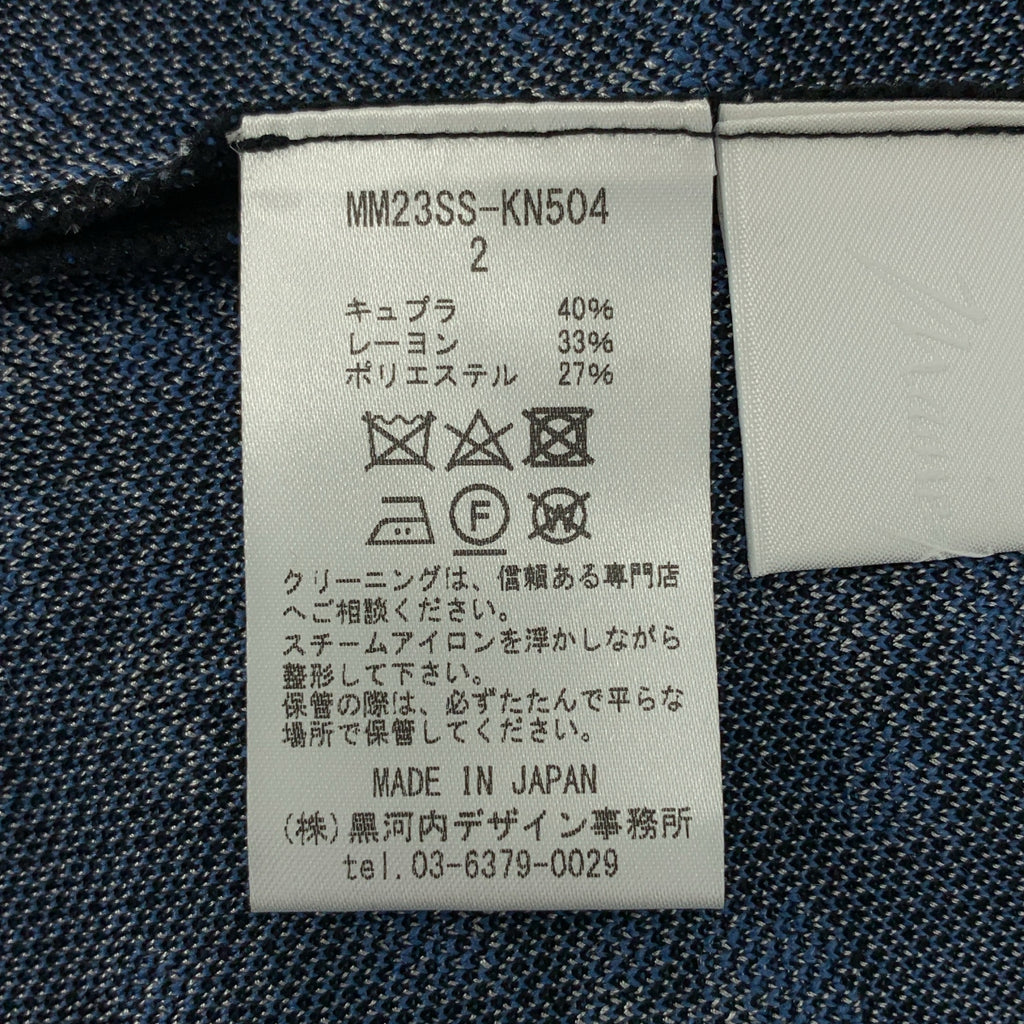 MM23SS-KN504
2
キュプラ 40%
レーヨン 33%
ポリエステル 27%
F
W
クリーニングは、信頼ある専門店
へご相談ください。
スチームアイロンを浮かしながら
整形して下さい。
保管の際は、必ずたたんで平らな
場所で保管してください。
MADE IN JAPAN
(株)黒河内デザイン事務所
tel.03-6379-0029